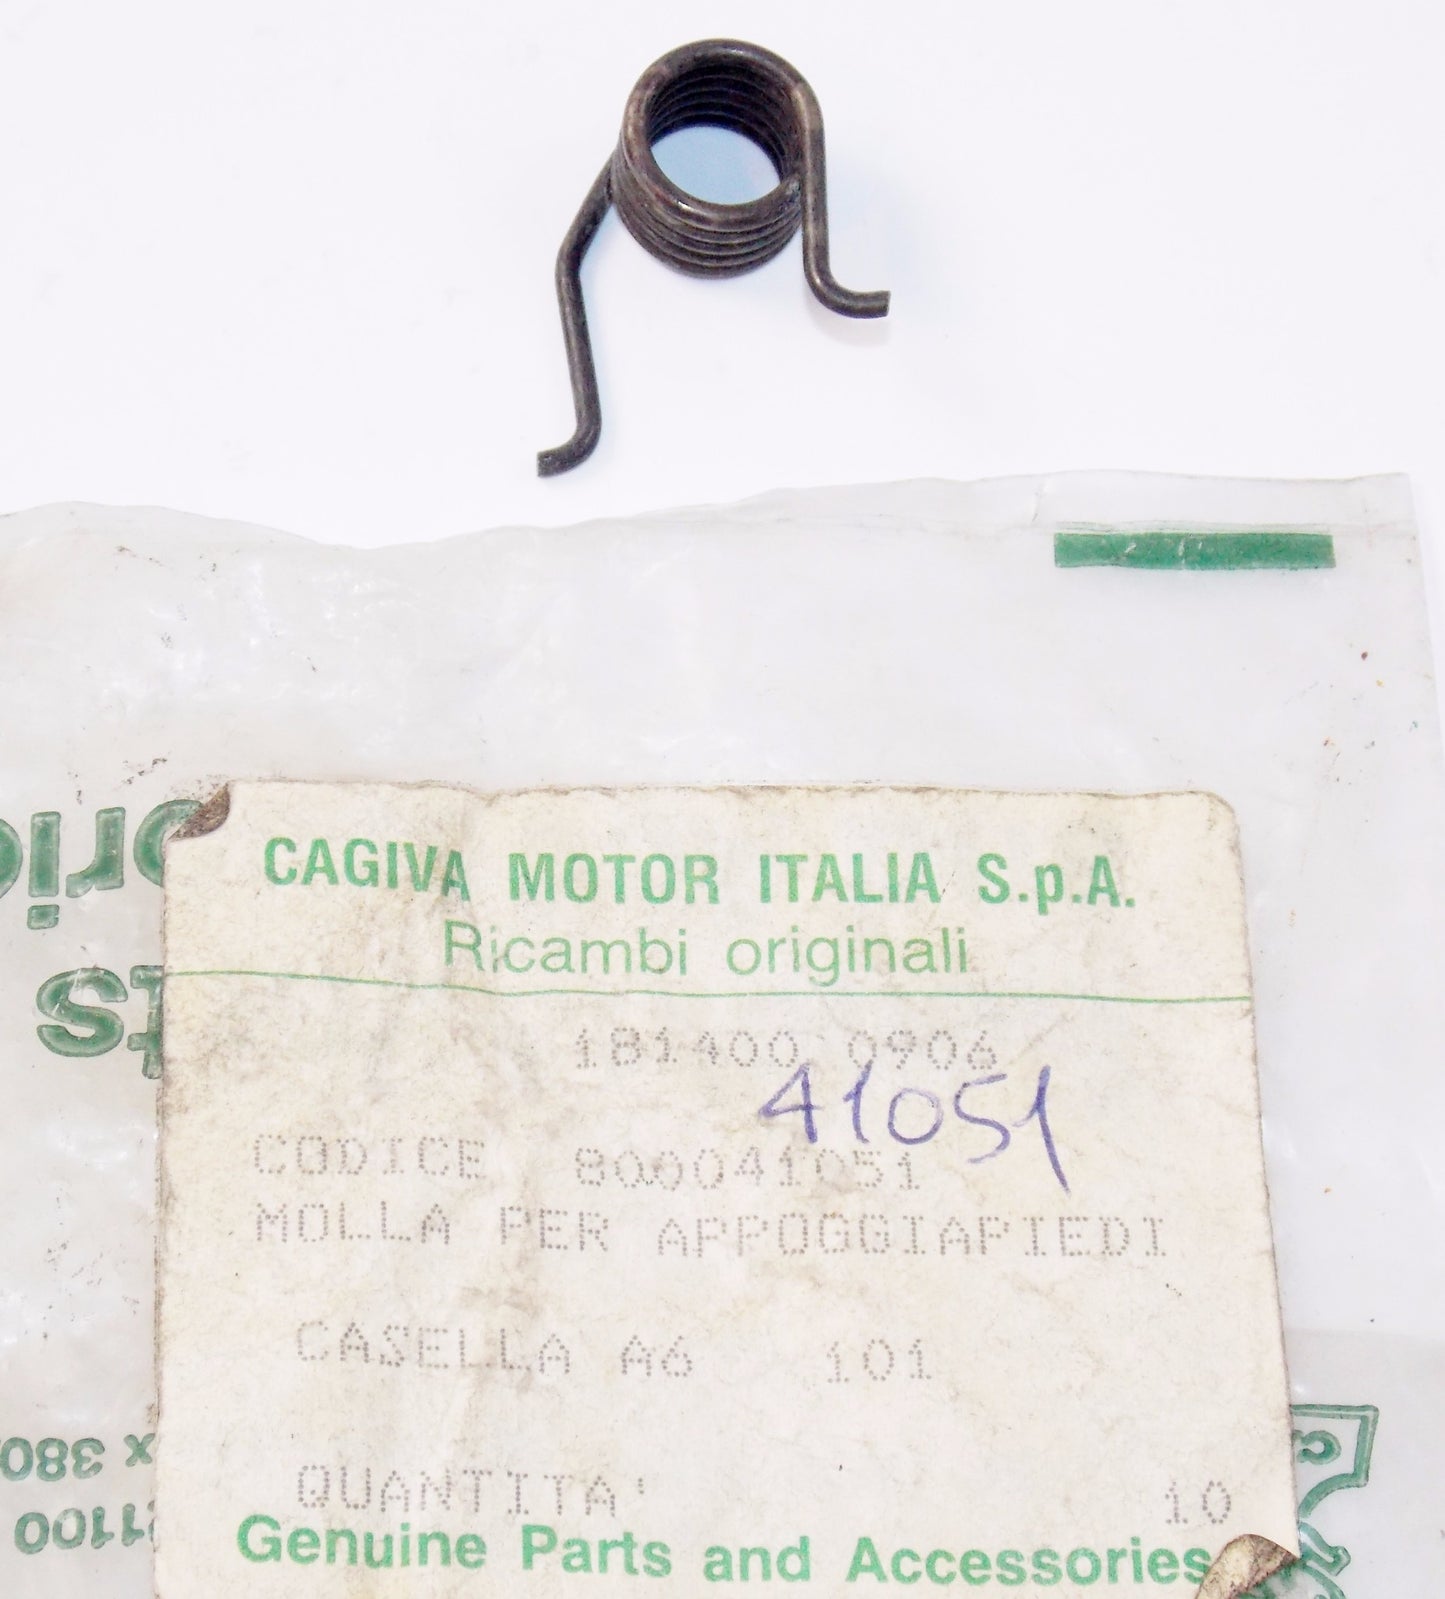 CAGIVA MOTOR ITALIA S.p.A.
Ricambi originali
181400 0906
41051
CODICE 800041051
MOLLA PER APPOGGIAPIEDI
CASELLA A6 101
QUANTITA' 10
Genuine Parts and Accessories